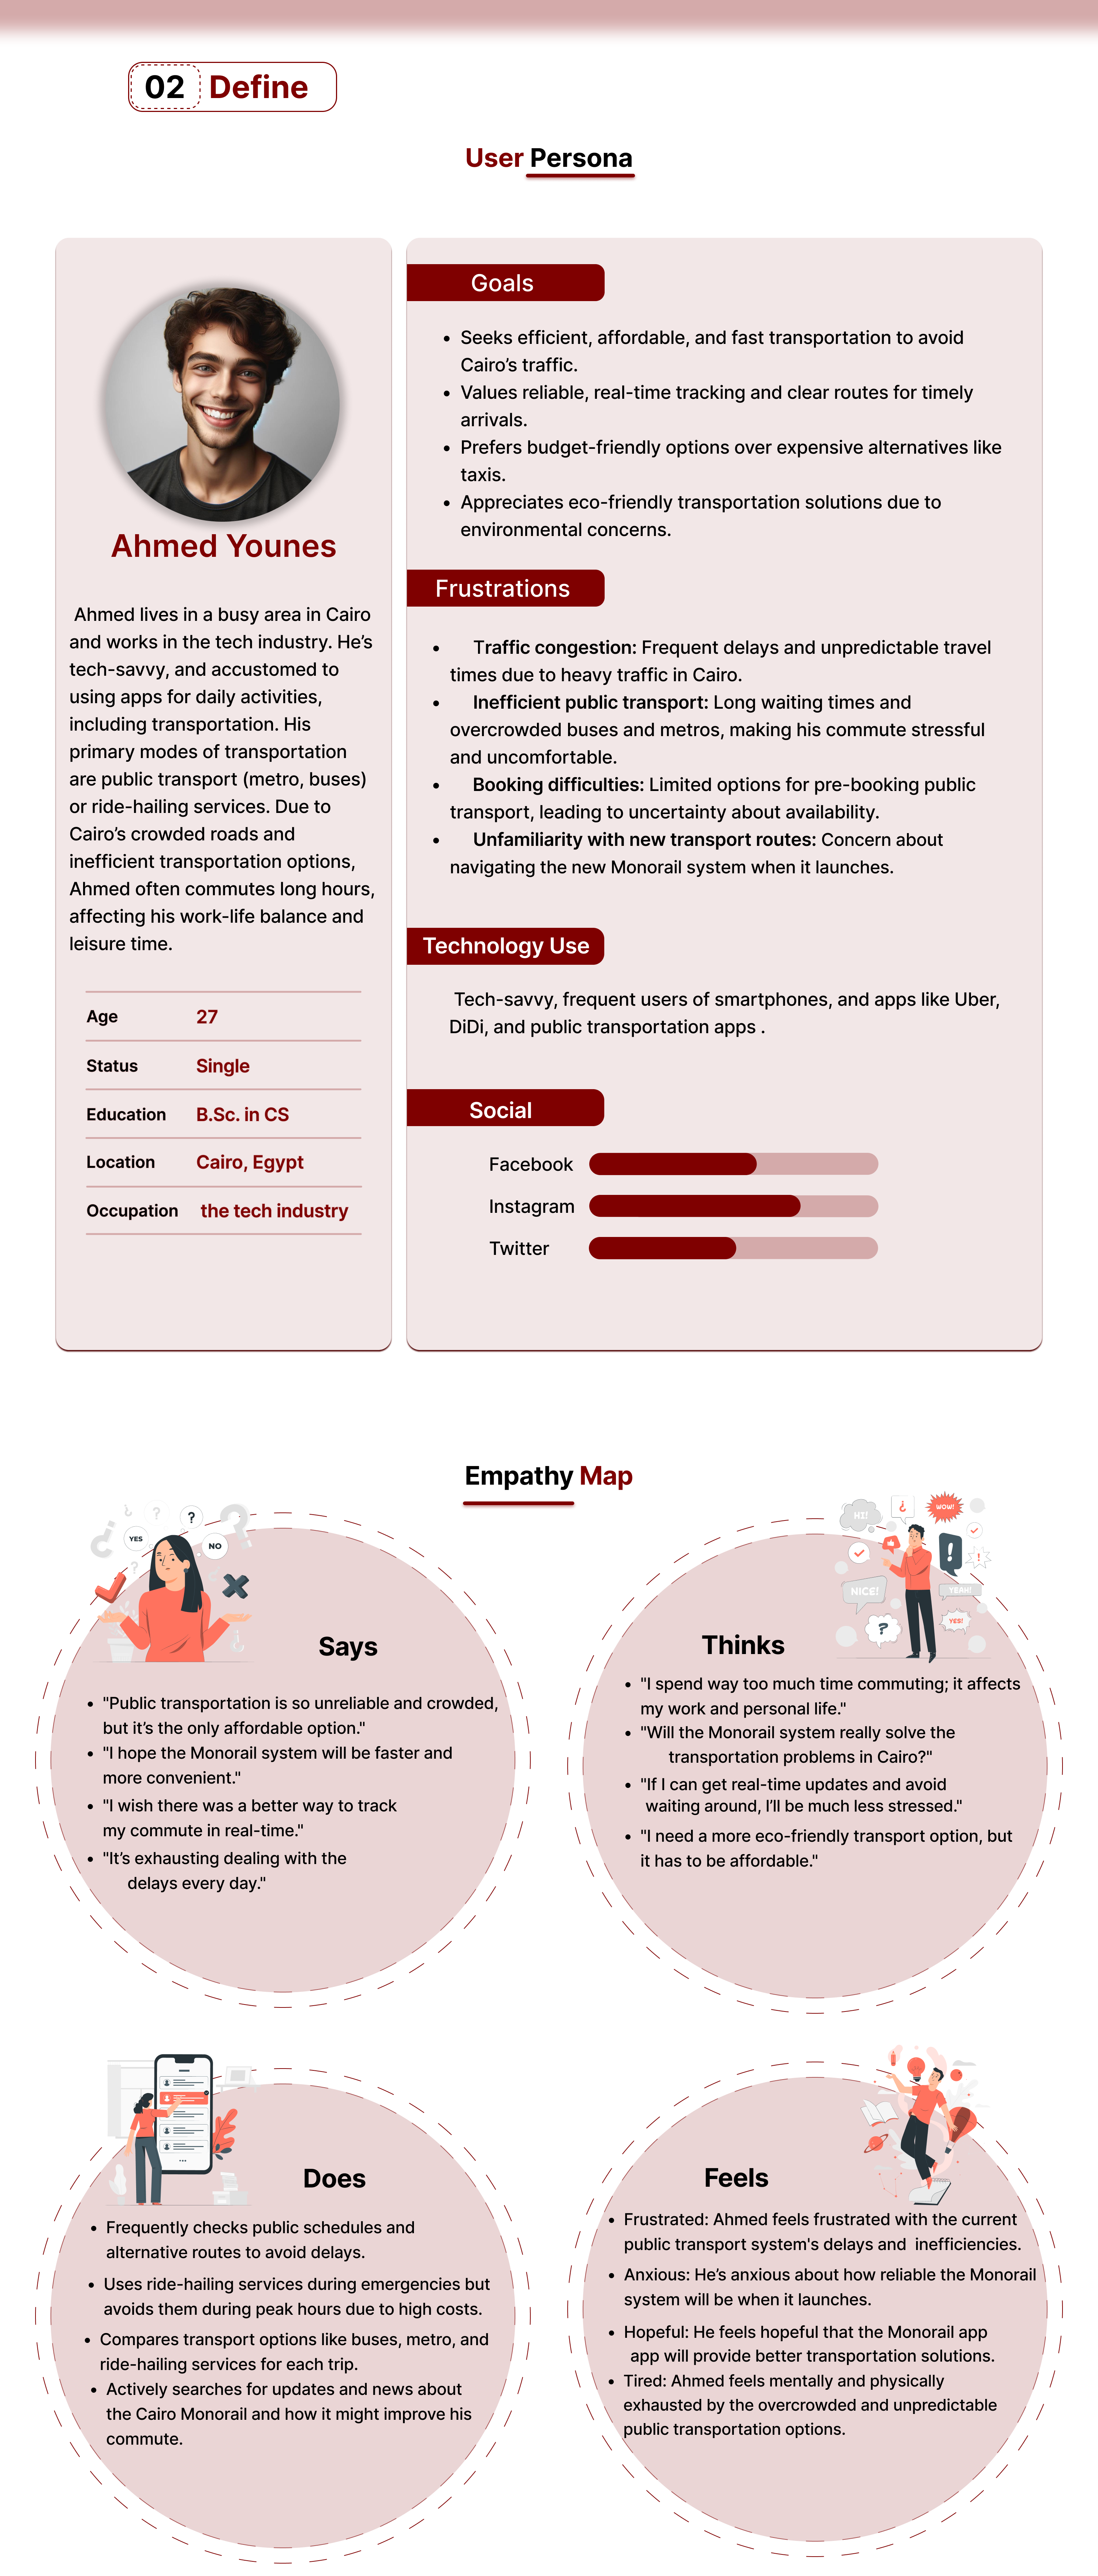 02 Define
User Persona
Ahmed Younes
Ahmed lives in a busy area in Cairo
and works in the tech industry. He’s
tech-savvy, and accustomed to
using apps for daily activities,
including transportation. His
primary modes of transportation
are public transport (metro, buses)
or ride-hailing services. Due to
Cairo’s crowded roads and
inefficient transportation options,
Ahmed often commutes long hours,
affecting his work-life balance and
leisure time.
Age 27
Status Single
Education B.Sc. in CS
Location Cairo, Egypt
Occupation the tech industry
Goals
• Seeks efficient, affordable, and fast transportation to avoid
Cairo’s traffic.
• Values reliable, real-time tracking and clear routes for timely
arrivals.
• Prefers budget-friendly options over expensive alternatives like
taxis.
• Appreciates eco-friendly transportation solutions due to
environmental concerns.
Frustrations
• Traffic congestion: Frequent delays and unpredictable travel
times due to heavy traffic in Cairo.
• Inefficient public transport: Long waiting times and
overcrowded buses and metros, making his commute stressful
and uncomfortable.
• Booking difficulties: Limited options for pre-booking public
transport, leading to uncertainty about availability.
• Unfamiliarity with new transport routes: Concern about
navigating the new Monorail system when it launches.
Technology Use
Tech-savvy, frequent users of smartphones, and apps like Uber,
DiDi, and public transportation apps .
Social
Facebook
Instagram
Twitter
Empathy Map
?
YES
NO
Says
• "Public transportation is so unreliable and crowded,
but it’s the only affordable option."
• "I hope the Monorail system will be faster and
more convenient."
• "I wish there was a better way to track
my commute in real-time."
• "It’s exhausting dealing with the
delays every day."
HI!
¿
WOW!
!
!
NICE!
YEAH!
?
YES!
Thinks
• "I spend way too much time commuting; it affects
my work and personal life."
• "Will the Monorail system really solve the
transportation problems in Cairo?"
• "If I can get real-time updates and avoid
waiting around, I’ll be much less stressed."
• "I need a more eco-friendly transport option, but
it has to be affordable."
Does
• Frequently checks public schedules and
alternative routes to avoid delays.
• Uses ride-hailing services during emergencies but
avoids them during peak hours due to high costs.
• Compares transport options like buses, metro, and
ride-hailing services for each trip.
• Actively searches for updates and news about
the Cairo Monorail and how it might improve his
commute.
Feels
• Frustrated: Ahmed feels frustrated with the current
public transport system's delays and inefficiencies.
• Anxious: He’s anxious about how reliable the Monorail
system will be when it launches.
• Hopeful: He feels hopeful that the Monorail app
app will provide better transportation solutions.
• Tired: Ahmed feels mentally and physically
exhausted by the overcrowded and unpredictable
public transportation options.